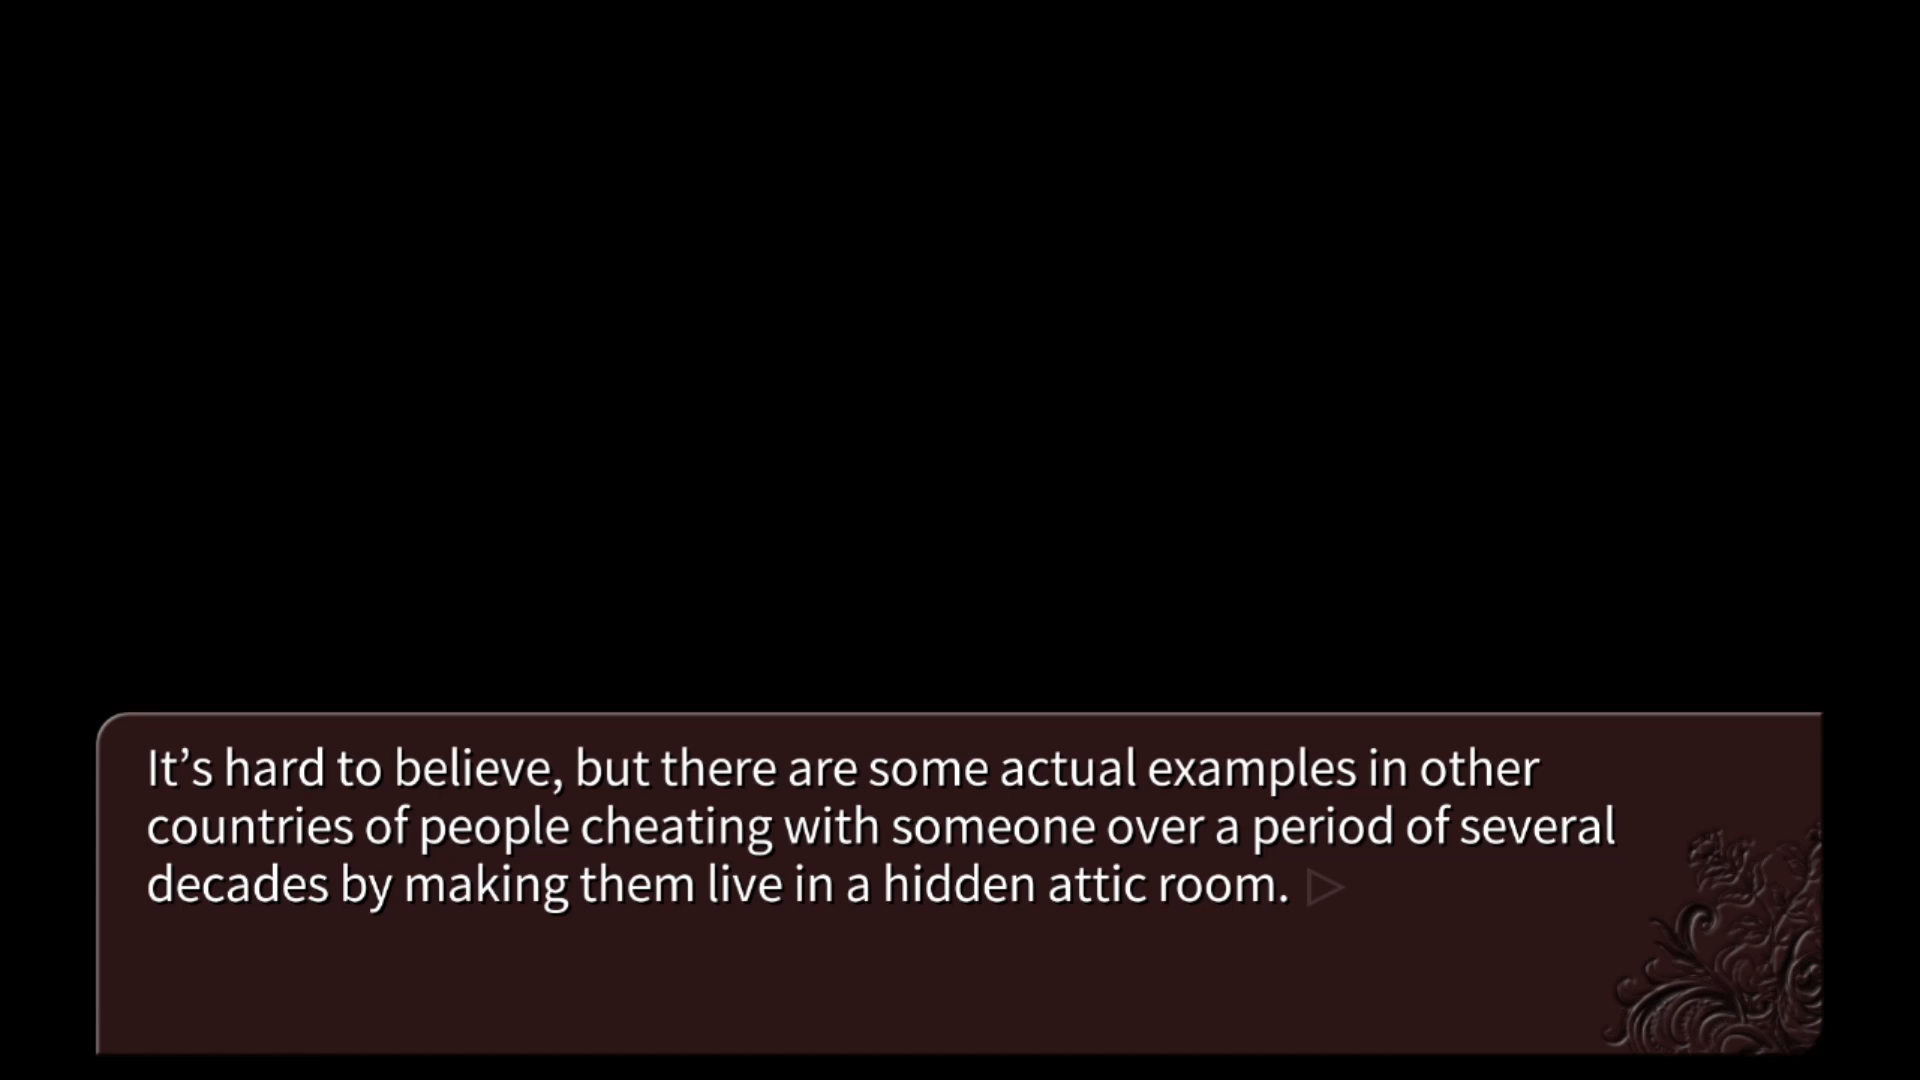 It’s hard to believe, but there are some actual examples in other
countries of people cheating with someone over a period of several
decades by making them live in a hidden attic room.